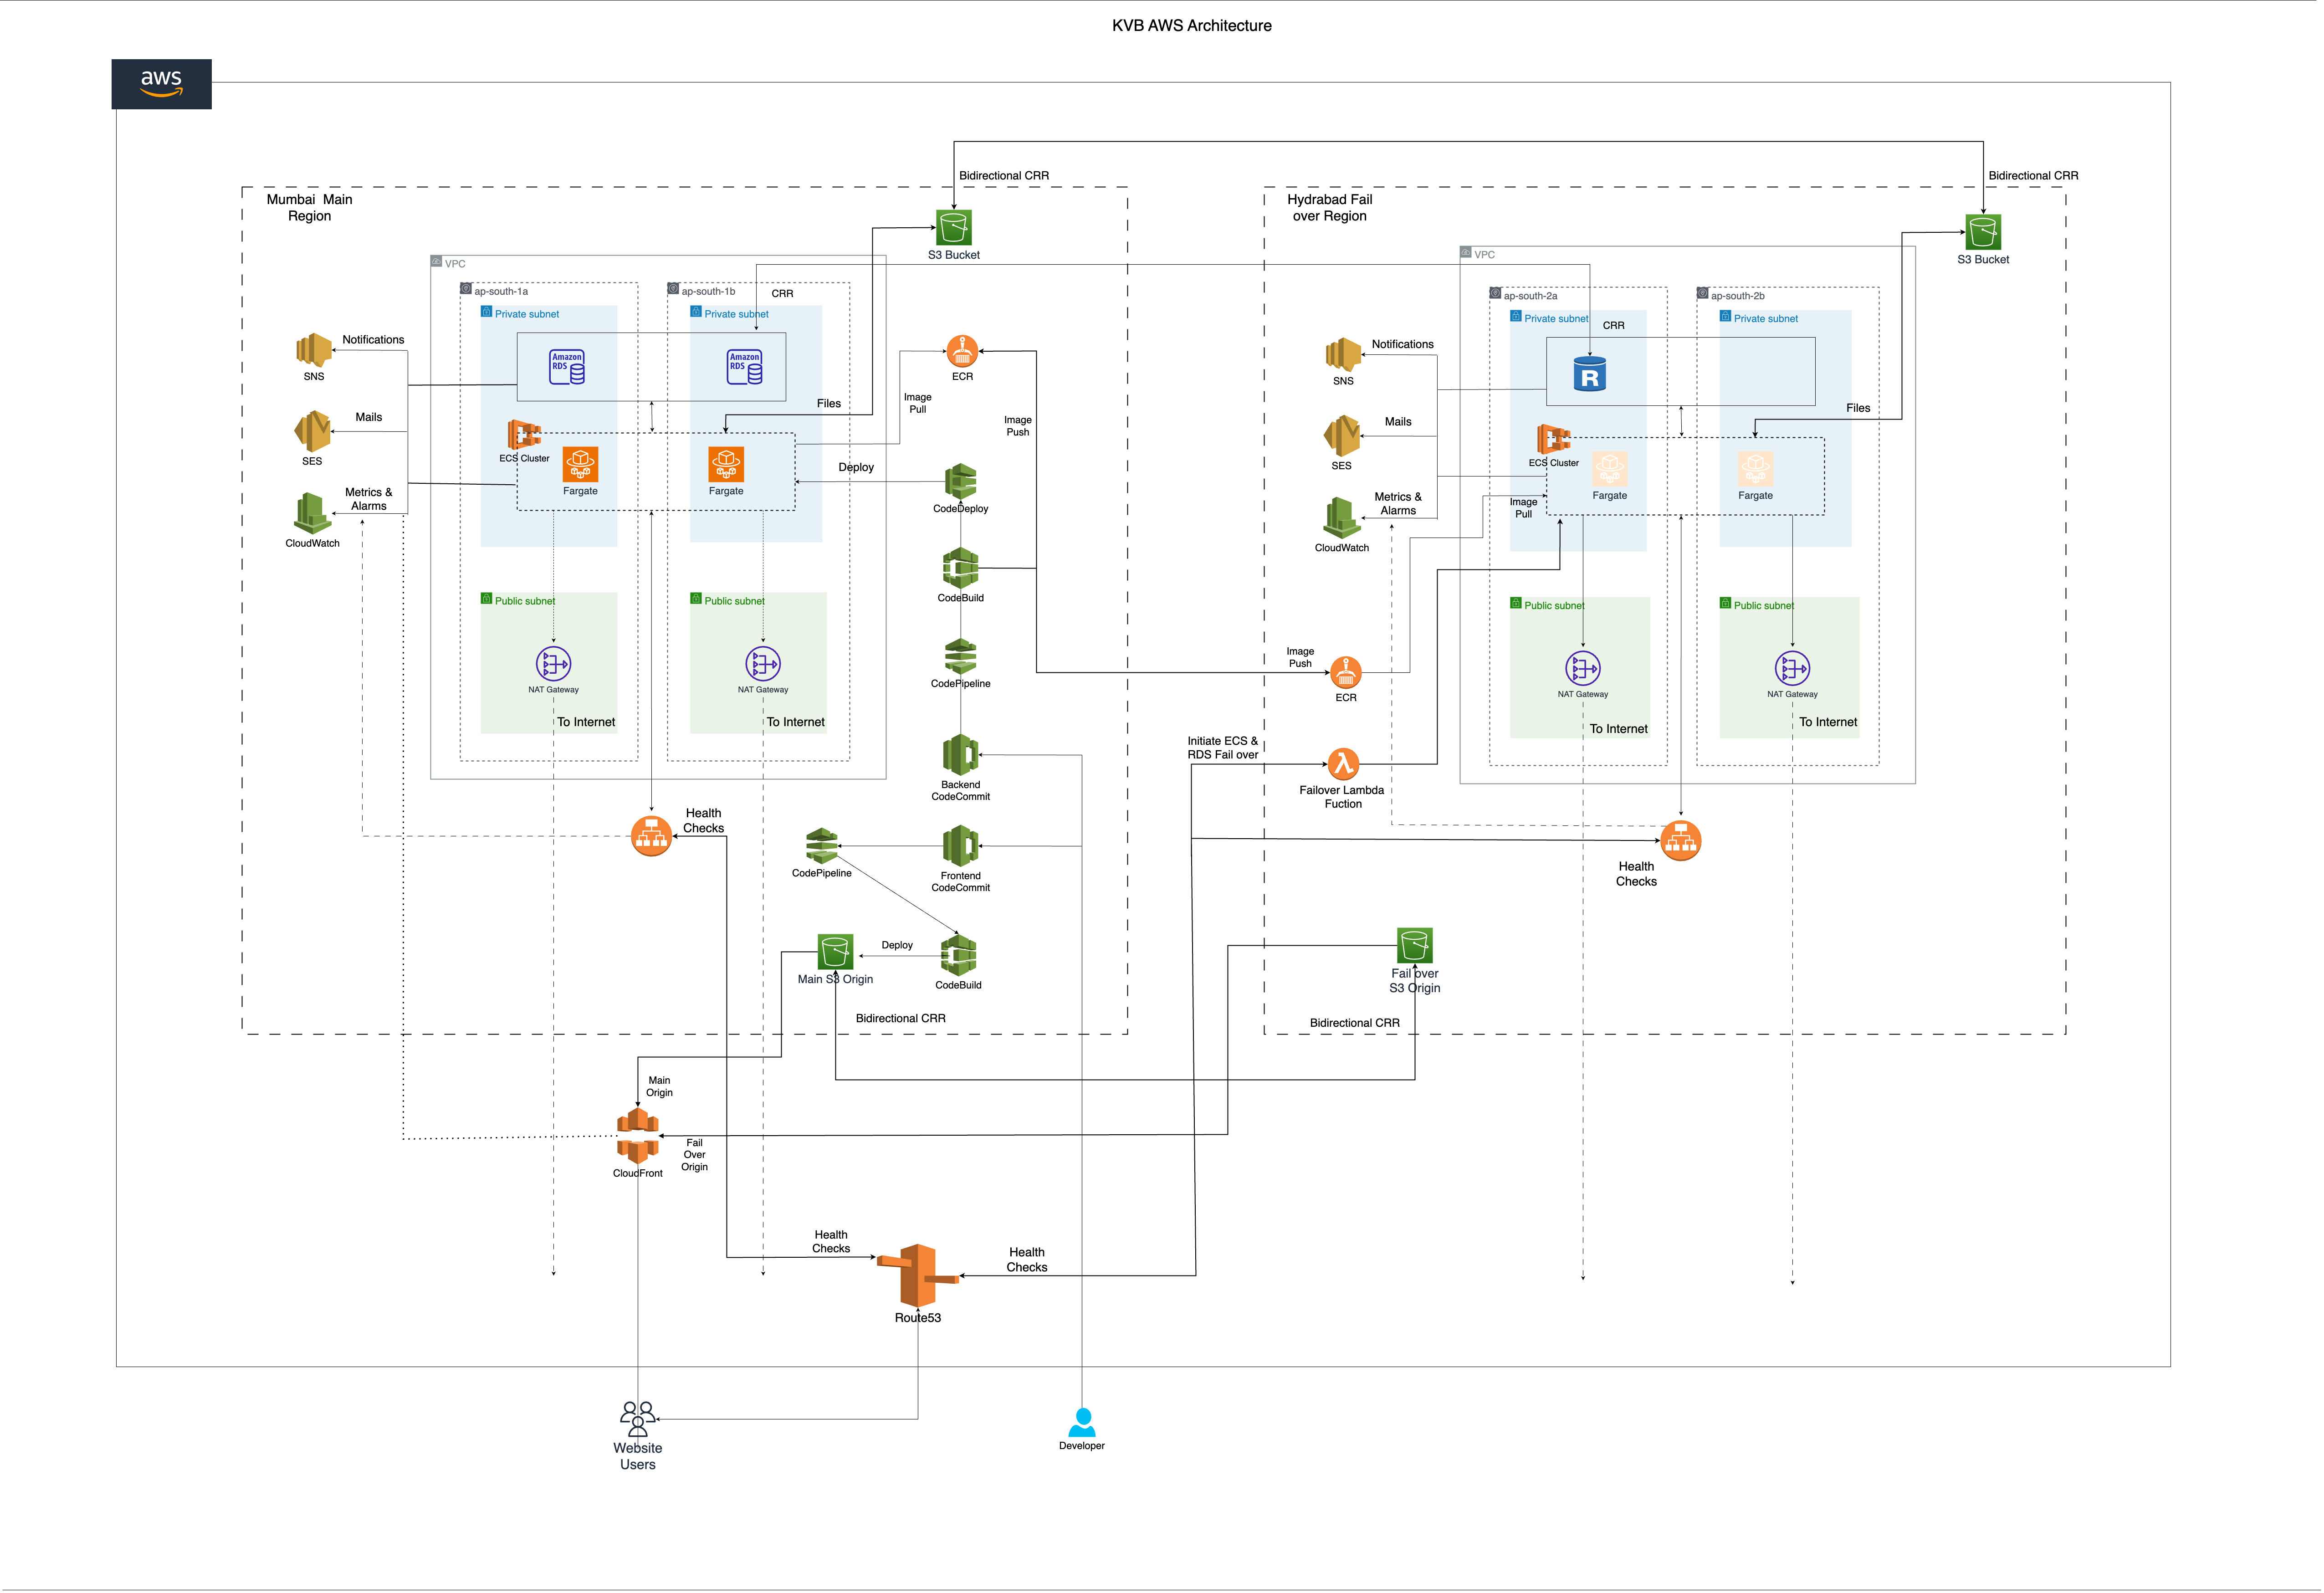 KVB AWS Architecture
aws
Bidirectional CRR
Bidirectional CRR
Mumbai Main
Region
S3 Bucket
VPC
ap-south-1a
ap-south-1b
CRR
Private subnet
Private subnet
Notifications
SNS
Amazon
RDS
Amazon
RDS
ECR
Image
Pull
Files
Mails
SES
Image
Push
ECS Cluster
Fargate
Fargate
Deploy
Metrics &
Alarms
CloudWatch
CodeDeploy
CodeBuild
Public subnet
Public subnet
CodePipeline
NAT Gateway
NAT Gateway
To Internet
To Internet
Backend
CodeCommit
Health
Checks
CodePipeline
Frontend
CodeCommit
Deploy
Main S3 Origin
CodeBuild
Bidirectional CRR
Hydrabad Fail
over Region
S3 Bucket
VPC
ap-south-2a
ap-south-2b
Private subnet
Private subnet
CRR
Notifications
SNS
R
Files
Mails
SES
ECS Cluster
Fargate
Fargate
Metrics &
Alarms
Image
Pull
CloudWatch
Public subnet
Public subnet
Image
Push
ECR
NAT Gateway
NAT Gateway
To Internet
To Internet
Initiate ECS &
RDS Fail over
Failover Lambda
Fuction
Health
Checks
Fail over
S3 Origin
Bidirectional CRR
Main
Origin
Fail
Over
Origin
CloudFront
Health
Checks
Health
Checks
Route53
Website
Users
Developer